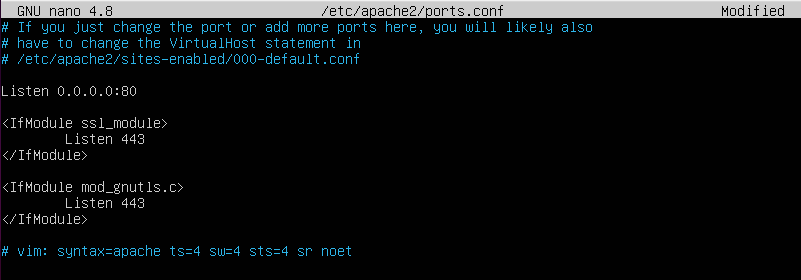 GNU nano 4.8 /etc/apache2/ports.conf Modified
# If you just change the port or add more ports here, you will likely also
# have to change the VirtualHost statement in
# /etc/apache2/sites-enabled/000-default.conf
Listen 0.0.0.0:80
<IfModule ssl_module>
Listen 443
</IfModule>
<IfModule mod_gnutls.c>
Listen 443
</IfModule>
# vim: syntax=apache ts=4 sw=4 sts=4 sr noet